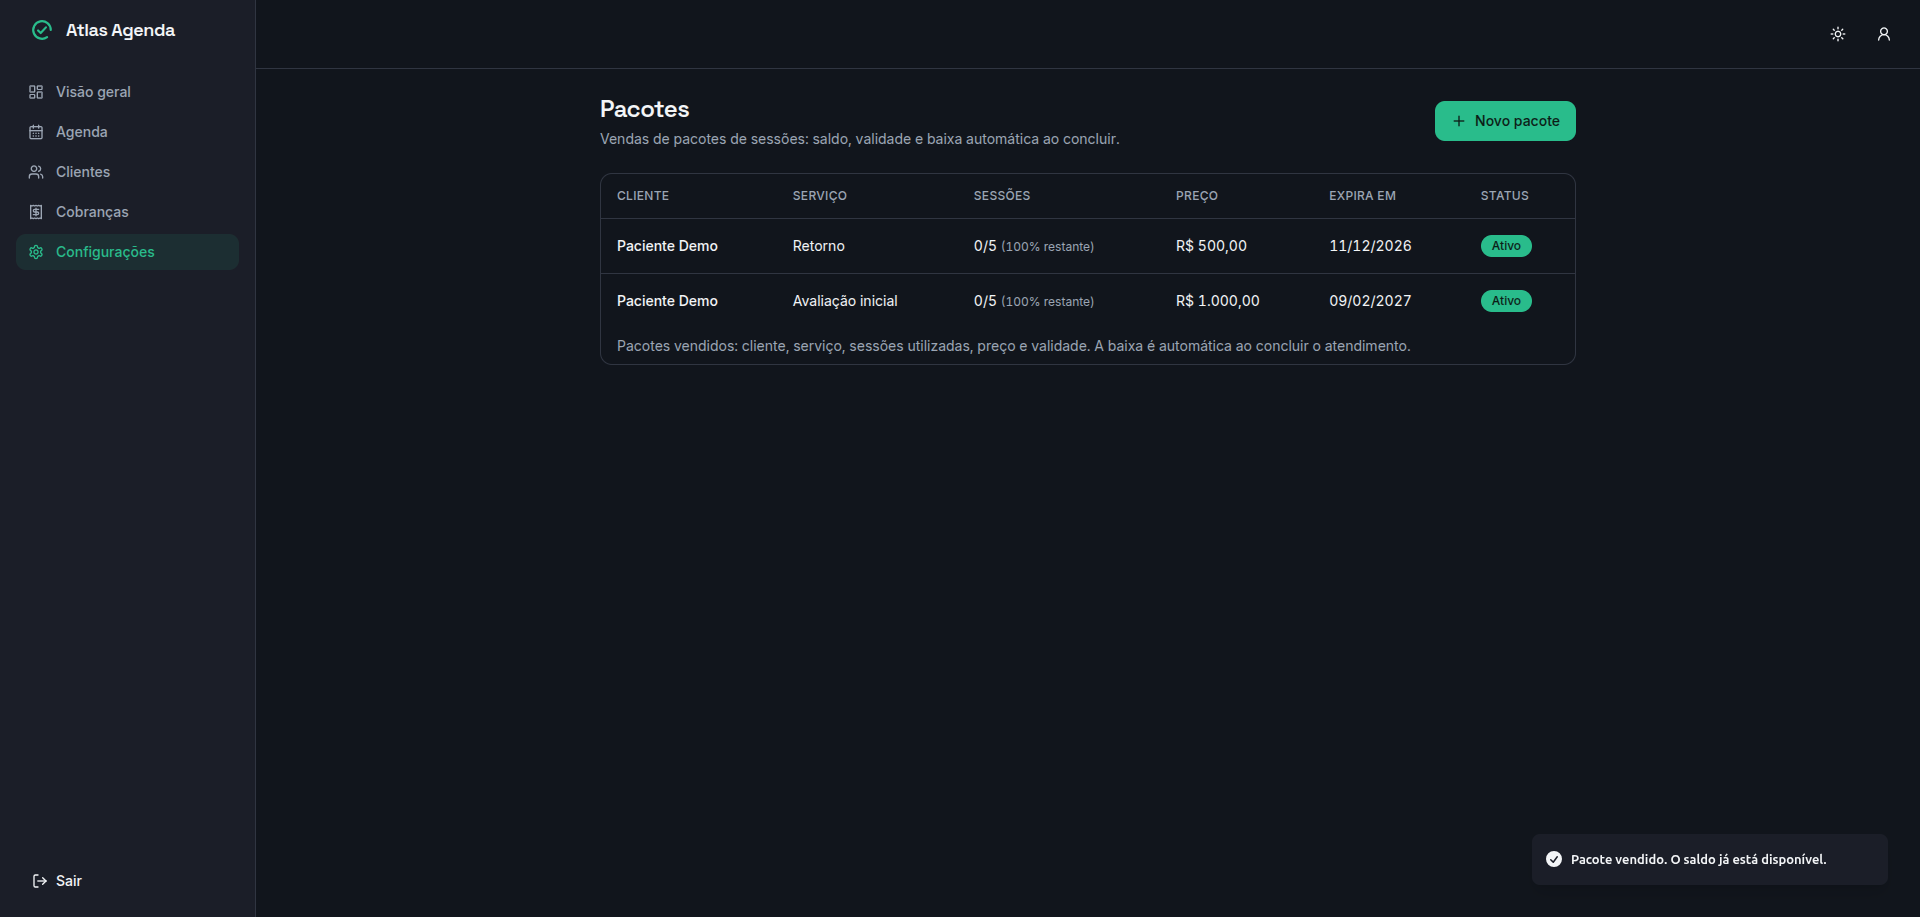 Atlas Agenda
Visão geral
Agenda
Clientes
Cobranças
Configurações
Sair
Pacotes
Vendas de pacotes de sessões: saldo, validade e baixa automática ao concluir.
Novo pacote
CLIENTE SERVIÇO SESSÕES PREÇO EXPIRA EM STATUS
Paciente Demo Retorno 0/5 (100% restante) R$ 500,00 11/12/2026 Ativo
Paciente Demo Avaliação inicial 0/5 (100% restante) R$ 1.000,00 09/02/2027 Ativo
Pacotes vendidos: cliente, serviço, sessões utilizadas, preço e validade. A baixa é automática ao concluir o atendimento.
Pacote vendido. O saldo já está disponível.